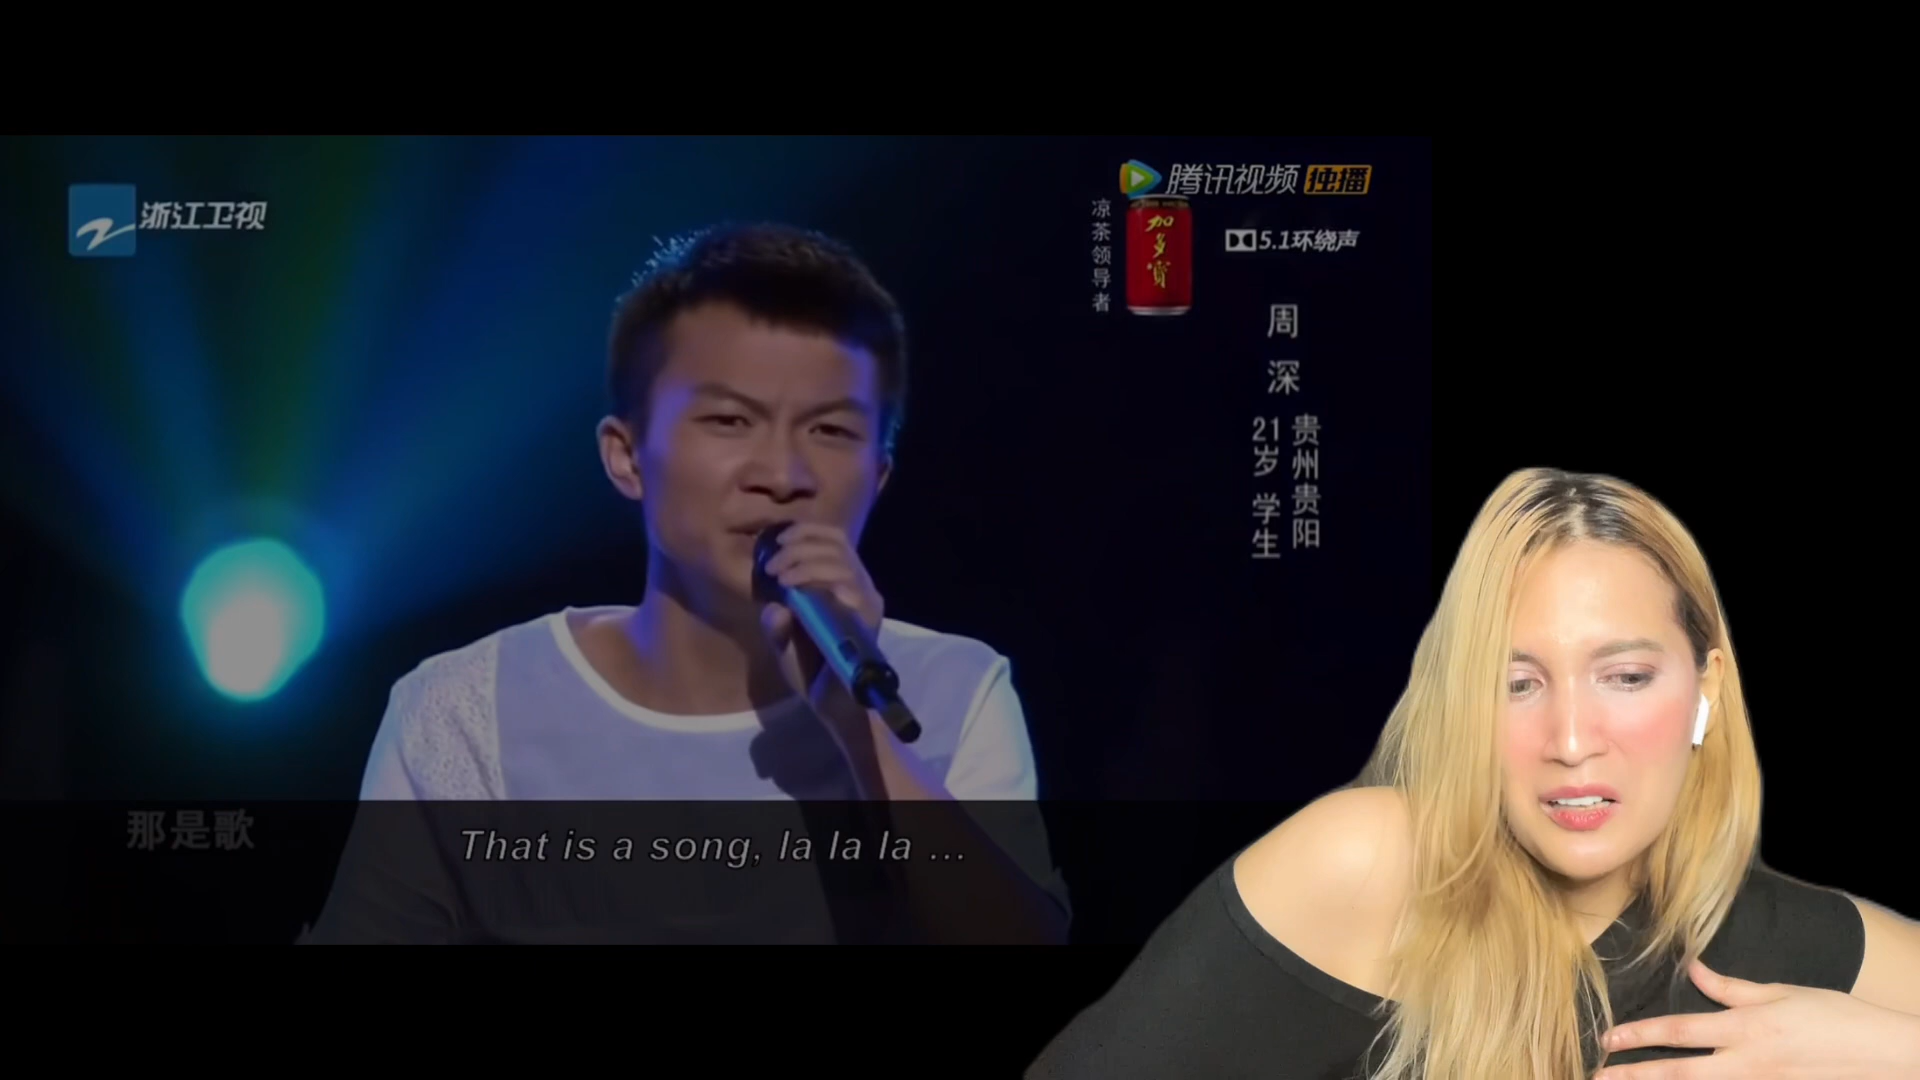 浙江卫视
腾讯视频 独播
凉茶领导者
加多宝
5.1环绕声
周深
贵州贵阳
21岁 学生
那是歌
That is a song, la la la ...